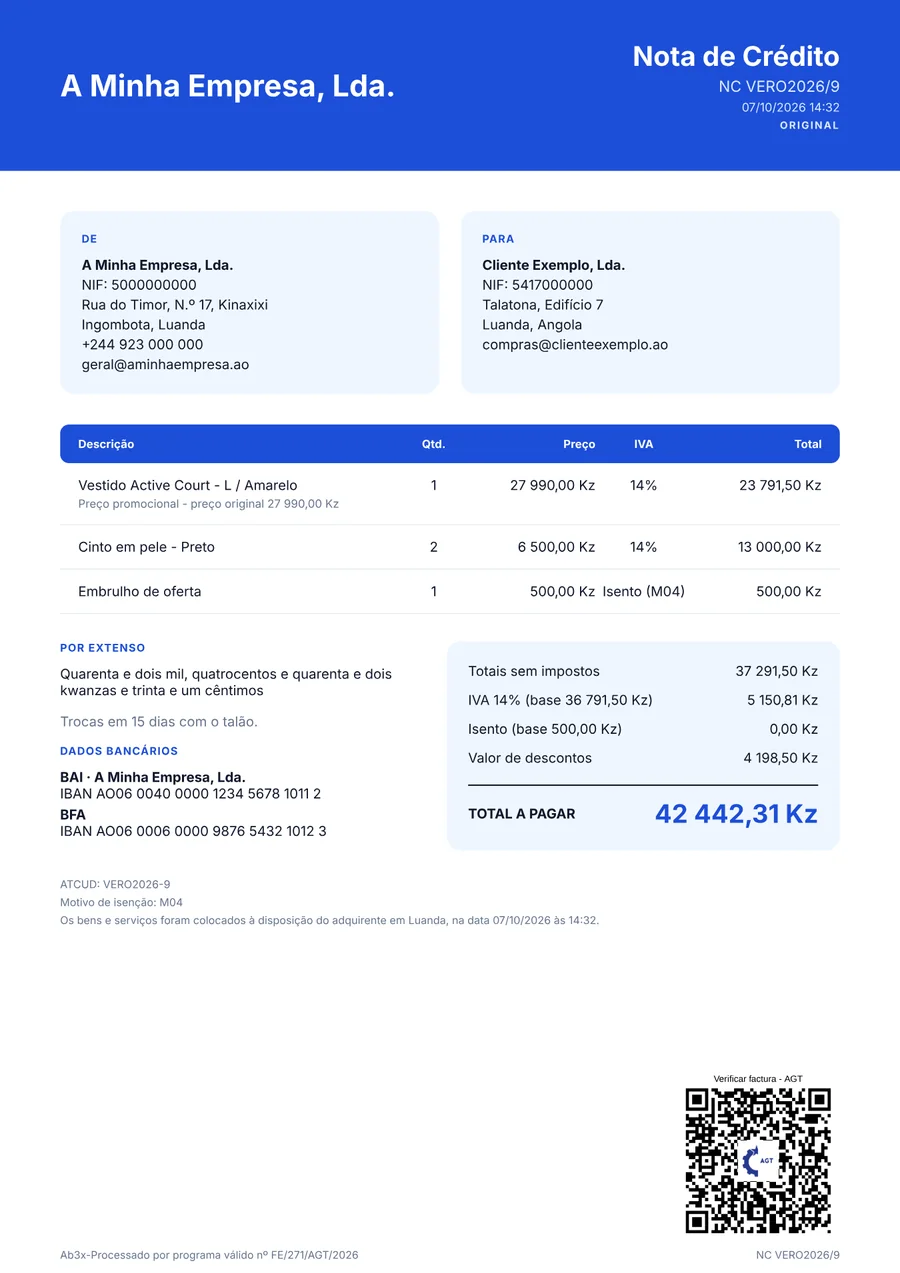 A Minha Empresa, Lda.
Nota de Crédito
NC VERO2026/9
07/10/2026 14:32
ORIGINAL
DE
A Minha Empresa, Lda.
NIF: 5000000000
Rua do Timor, N.º 17, Kinaxixi
Ingombota, Luanda
+244 923 000 000
geral@aminhaempresa.ao
PARA
Cliente Exemplo, Lda.
NIF: 5417000000
Talatona, Edifício 7
Luanda, Angola
compras@clienteexemplo.ao
Descrição Qtd. Preço IVA Total
Vestido Active Court - L / Amarelo 1 27 990,00 Kz 14% 23 791,50 Kz
Preço promocional - preço original 27 990,00 Kz
Cinto em pele - Preto 2 6 500,00 Kz 14% 13 000,00 Kz
Embrulho de oferta 1 500,00 Kz Isento (M04) 500,00 Kz
POR EXTENSO
Quarenta e dois mil, quatrocentos e quarenta e dois
kwanzas e trinta e um cêntimos
Trocas em 15 dias com o talão.
DADOS BANCÁRIOS
BAI · A Minha Empresa, Lda.
IBAN AO06 0040 0000 1234 5678 1011 2
BFA
IBAN AO06 0006 0000 9876 5432 1012 3
Totais sem impostos 37 291,50 Kz
IVA 14% (base 36 791,50 Kz) 5 150,81 Kz
Isento (base 500,00 Kz) 0,00 Kz
Valor de descontos 4 198,50 Kz
TOTAL A PAGAR 42 442,31 Kz
ATCUD: VERO2026-9
Motivo de isenção: M04
Os bens e serviços foram colocados à disposição do adquirente em Luanda, na data 07/10/2026 às 14:32.
Verificar factura - AGT
AGT
Ab3x-Processado por programa válido nº FE/271/AGT/2026
NC VERO2026/9